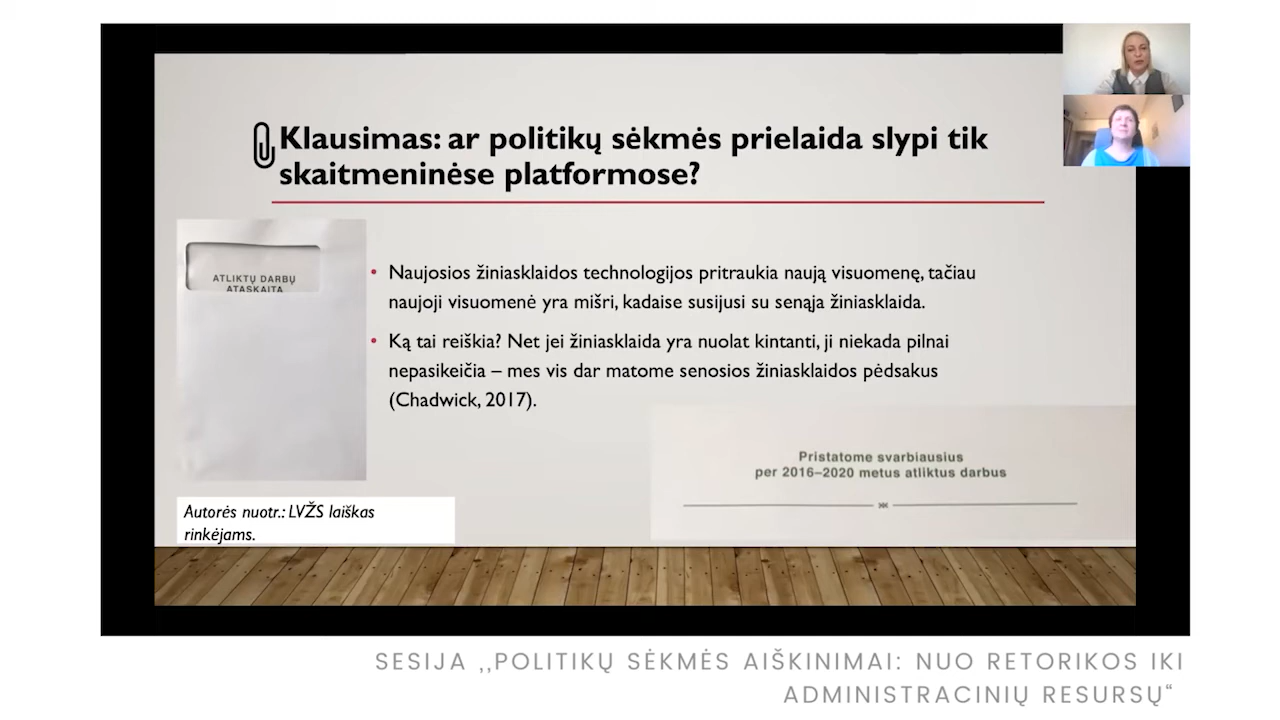 Klausimas: ar politikų sėkmės prielaida slypi tik
skaitmeninėse platformose?
ATLIKTŲ DARBŲ
ATASKAITA
• Naujosios žiniasklaidos technologijos pritraukia naują visuomenę, tačiau
naujoji visuomenė yra mišri, kadaise susijusi su senąja žiniasklaida.
• Ką tai reiškia? Net jei žiniasklaida yra nuolat kintanti, ji niekada pilnai
nepasikeičia – mes vis dar matome senosios žiniasklaidos pėdsakus
(Chadwick, 2017).
Pristatome svarbiausius
per 2016–2020 metus atliktus darbus
Autorės nuotr.: LVŽS laiškas
rinkėjams.
SESIJA ,,POLITIKŲ SĖKMĖS AIŠKINIMAI: NUO RETORIKOS IKI
ADMINISTRACINIŲ RESURSŲ“